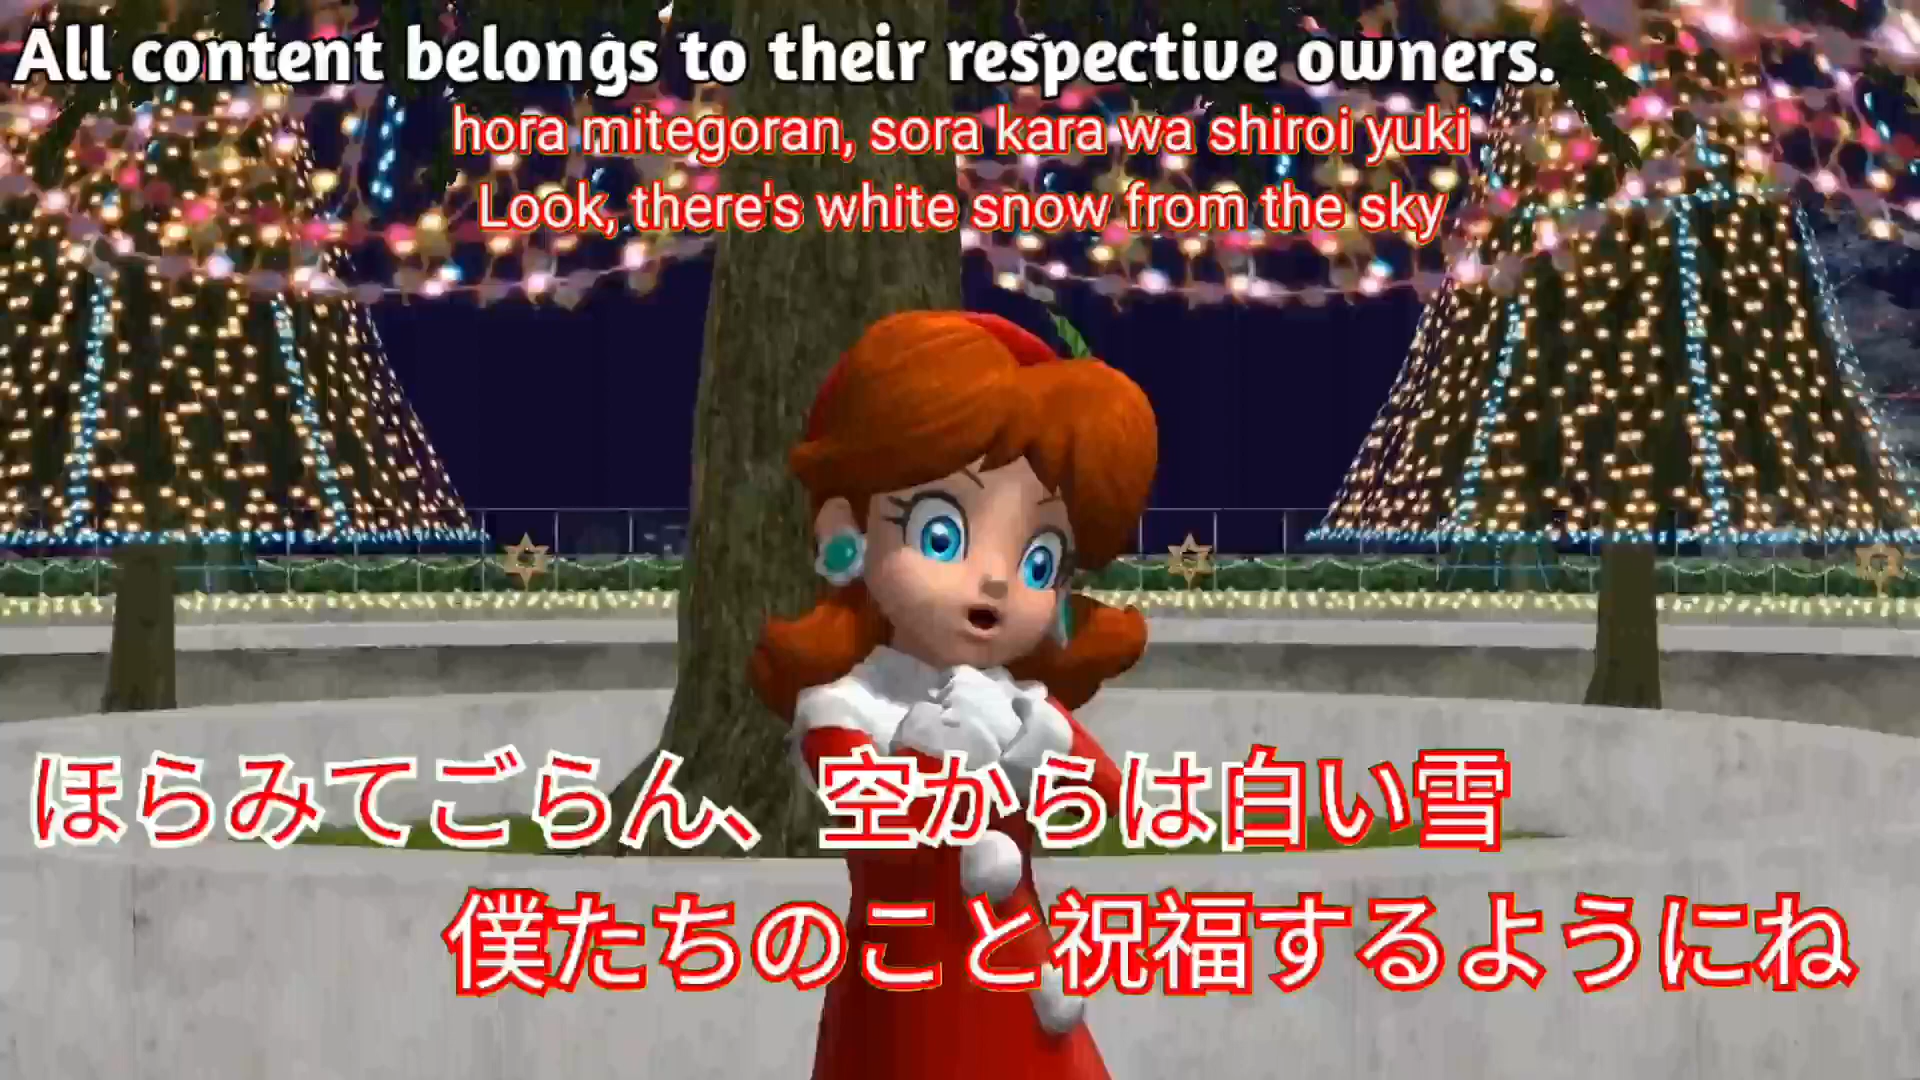 All content belongs to their respective owners.
hora mitegoran, sora kara wa shiroi yuki
Look, there's white snow from the sky
ほらみてごらん、空からは白い雪
僕たちのこと祝福するようにね